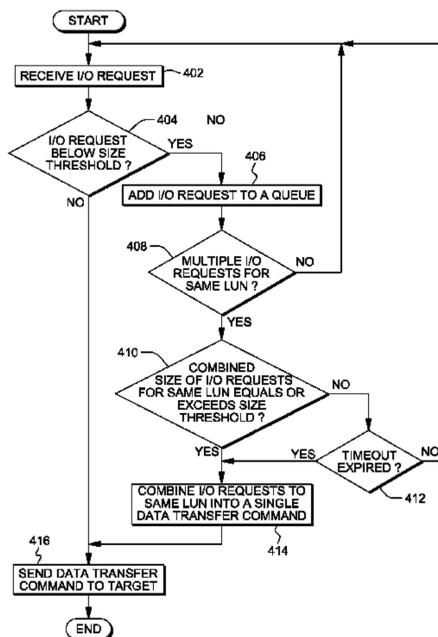 START
RECEIVE I/O REQUEST
402
404
NO
I/O REQUEST
BELOW SIZE
THRESHOLD ?
YES
NO
406
ADD I/O REQUEST TO A QUEUE
408
MULTIPLE I/O
REQUESTS FOR
SAME LUN ?
NO
YES
410
COMBINED
SIZE OF I/O REQUESTS
FOR SAME LUN EQUALS OR
EXCEEDS SIZE
THRESHOLD ?
NO
YES
YES
TIMEOUT
EXPIRED ?
NO
412
COMBINE I/O REQUESTS TO
SAME LUN INTO A SINGLE
DATA TRANSFER COMMAND
414
416
SEND DATA TRANSFER
COMMAND TO TARGET
END